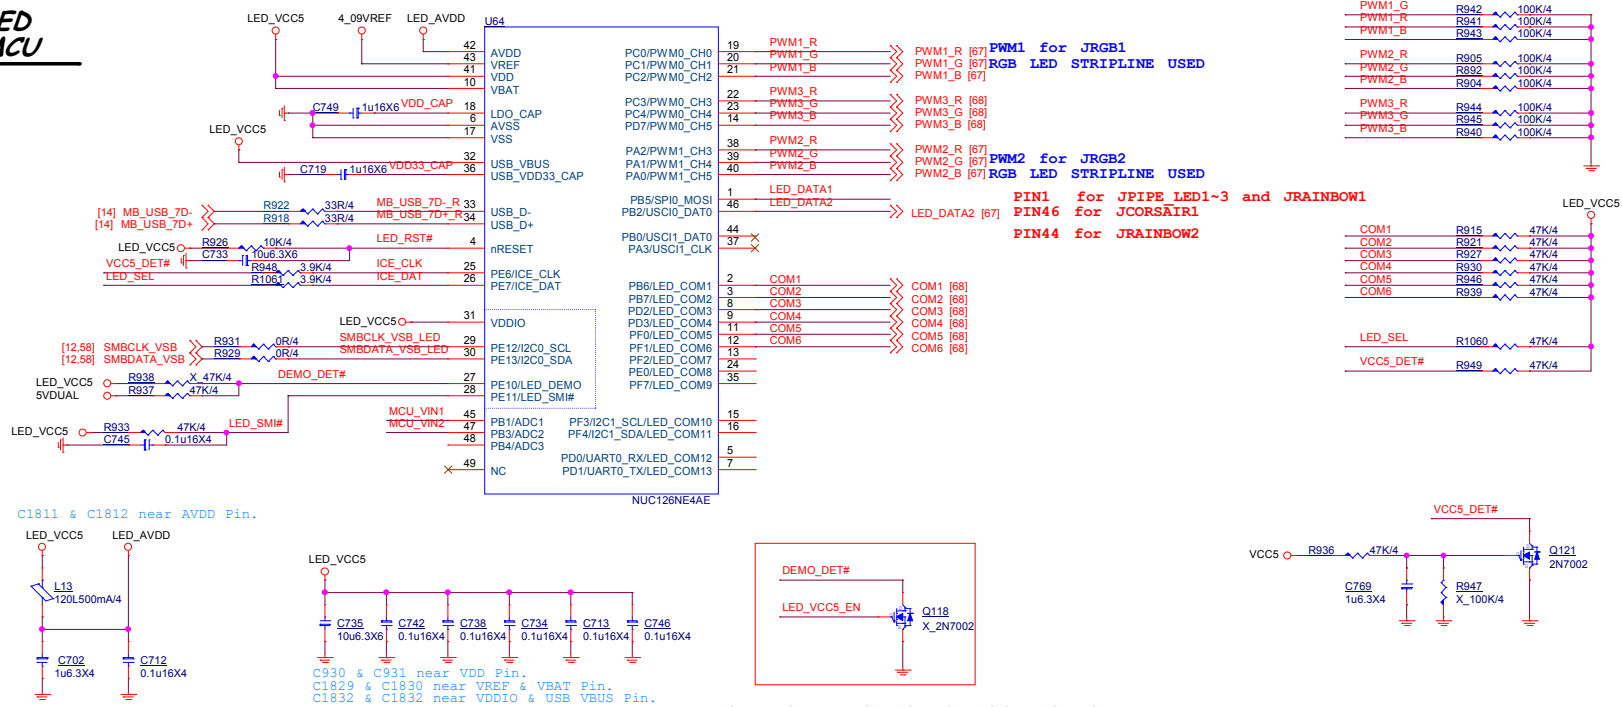 ED
ACU
LED_VCC5
4_09VREF
LED_AVDD
U64
42 AVDD
43 VREF
41 VDD
10 VBAT
C749 1u16X6 VDD_CAP 18 LDO_CAP
6 AVSS
17 VSS
LED_VCC5
32 USB_VBUS
C719 1u16X6 VDD33_CAP 36 USB_VDD33_CAP
[14] MB_USB_7D- R922 33R/4 MB_USB_7D-_R 33 USB_D-
[14] MB_USB_7D+ R918 33R/4 MB_USB_7D+_R 34 USB_D+
LED_VCC5 R926 10K/4 LED_RST# 4 nRESET
C733 10u6.3X6
VCC5_DET# R948 3.9K/4 ICE_CLK 25 PE6/ICE_CLK
LED_SEL R1061 3.9K/4 ICE_DAT 26 PE7/ICE_DAT
LED_VCC5 31 VDDIO
[12,58] SMBCLK_VSB R931 0R/4 SMBCLK_VSB_LED 29 PE12/I2C0_SCL
[12,58] SMBDATA_VSB R929 0R/4 SMBDATA_VSB_LED 30 PE13/I2C0_SDA
LED_VCC5 R938 X_47K/4 DEMO_DET# 27 PE10/LED_DEMO
5VDUAL R937 47K/4 28 PE11/LED_SMI#
LED_VCC5 R933 47K/4 LED_SMI#
C745 0.1u16X4
MCU_VIN1 45 PB1/ADC1
MCU_VIN2 47 PB3/ADC2
48 PB4/ADC3
49 NC
PC0/PWM0_CH0 19 PWM1_R PWM1_R [67]
PC1/PWM0_CH1 20 PWM1_G PWM1_G [67]
PC2/PWM0_CH2 21 PWM1_B PWM1_B [67]
PWM1 for JRGB1
RGB LED STRIPLINE USED
PC3/PWM0_CH3 22 PWM3_R PWM3_R [68]
PC4/PWM0_CH4 23 PWM3_G PWM3_G [68]
PD7/PWM0_CH5 14 PWM3_B PWM3_B [68]
PA2/PWM1_CH3 38 PWM2_R PWM2_R [67]
PA1/PWM1_CH4 39 PWM2_G PWM2_G [67]
PA0/PWM1_CH5 40 PWM2_B PWM2_B [67]
PWM2 for JRGB2
RGB LED STRIPLINE USED
PB5/SPI0_MOSI 1 LED_DATA1
PB2/USCI0_DAT0 46 LED_DATA2 LED_DATA2 [67]
PIN1 for JPIPE_LED1~3 and JRAINBOW1
PIN46 for JCORSAIR1
PIN44 for JRAINBOW2
PB0/USCI1_DAT0 44
PA3/USCI1_CLK 37
PB6/LED_COM1 2 COM1 COM1 [68]
PB7/LED_COM2 3 COM2 COM2 [68]
PD2/LED_COM3 8 COM3 COM3 [68]
PD3/LED_COM4 9 COM4 COM4 [68]
PF0/LED_COM5 11 COM5 COM5 [68]
PF1/LED_COM6 12 COM6 COM6 [68]
PF2/LED_COM7 13
PE0/LED_COM8 24
PF7/LED_COM9 35
PF3/I2C1_SCL/LED_COM10 15
PF4/I2C1_SDA/LED_COM11 16
PD0/UART0_RX/LED_COM12 5
PD1/UART0_TX/LED_COM13 7
NUC126NE4AE
PWM1_G R942 100K/4
PWM1_R R941 100K/4
PWM1_B R943 100K/4
PWM2_R R905 100K/4
PWM2_G R892 100K/4
PWM2_B R904 100K/4
PWM3_R R944 100K/4
PWM3_G R945 100K/4
PWM3_B R940 100K/4
LED_VCC5
COM1 R915 47K/4
COM2 R921 47K/4
COM3 R927 47K/4
COM4 R930 47K/4
COM5 R946 47K/4
COM6 R939 47K/4
LED_SEL R1060 47K/4
VCC5_DET# R949 47K/4
C1811 & C1812 near AVDD Pin.
LED_VCC5 LED_AVDD
L13
120L500mA/4
C702
1u6.3X4
C712
0.1u16X4
LED_VCC5
C735
10u6.3X6
C742
0.1u16X4
C738
0.1u16X4
C734
0.1u16X4
C713
0.1u16X4
C746
0.1u16X4
C930 & C931 near VDD Pin.
C1829 & C1830 near VREF & VBAT Pin.
C1832 & C1832 near VDDIO & USB VBUS Pin.
DEMO_DET#
LED_VCC5_EN
Q118
X_2N7002
VCC5_DET#
VCC5 R936 47K/4
Q121
2N7002
C769
1u6.3X4
R947
X_100K/4